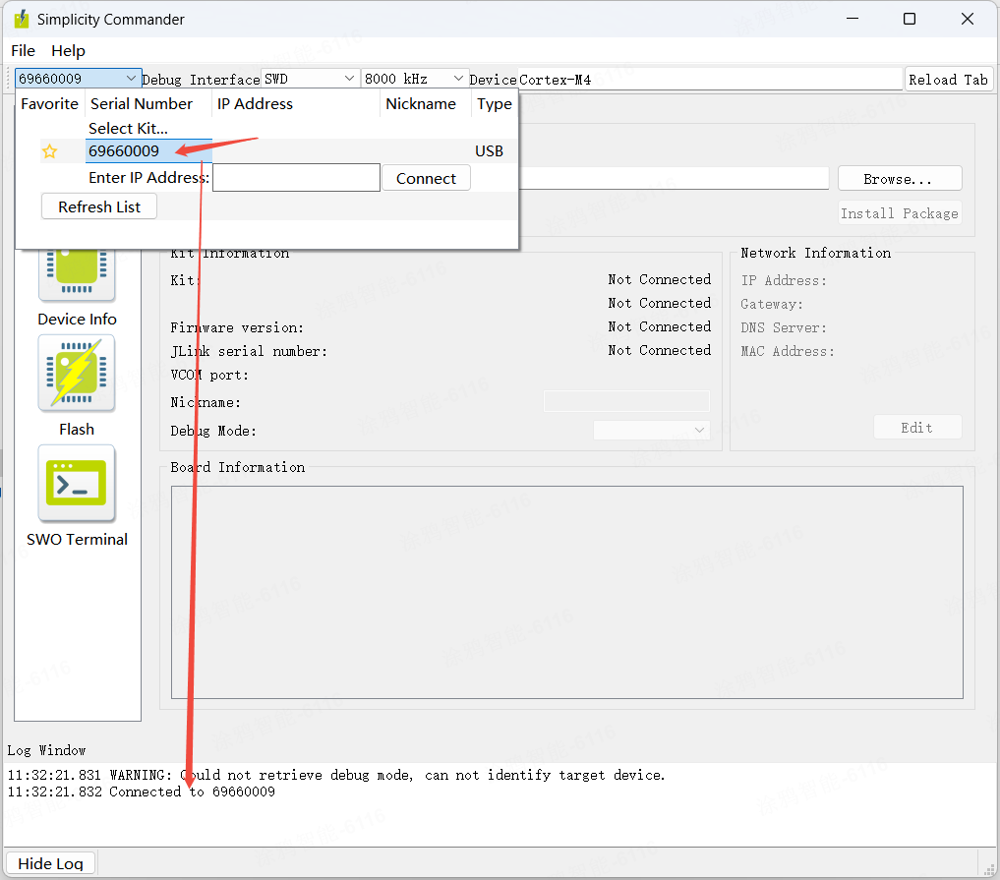 Simplicity Commander
File Help
69660009 Debug Interface SWD 8000 kHz Device Cortex-M4 Reload Tab
Favorite Serial Number IP Address Nickname Type
Select Kit...
69660009 USB
Enter IP Address: Connect
Refresh List
Browse...
Install Package
Kit Information
Kit: Not Connected
Not Connected
Firmware version: Not Connected
JLink serial number: Not Connected
VCOM port:
Nickname:
Debug Mode:
Network Information
IP Address:
Gateway:
DNS Server:
MAC Address:
Edit
Device Info
Flash
SWO Terminal
Board Information
Log Window
11:32:21.831 WARNING: Could not retrieve debug mode, can not identify target device.
11:32:21.832 Connected to 69660009
Hide Log